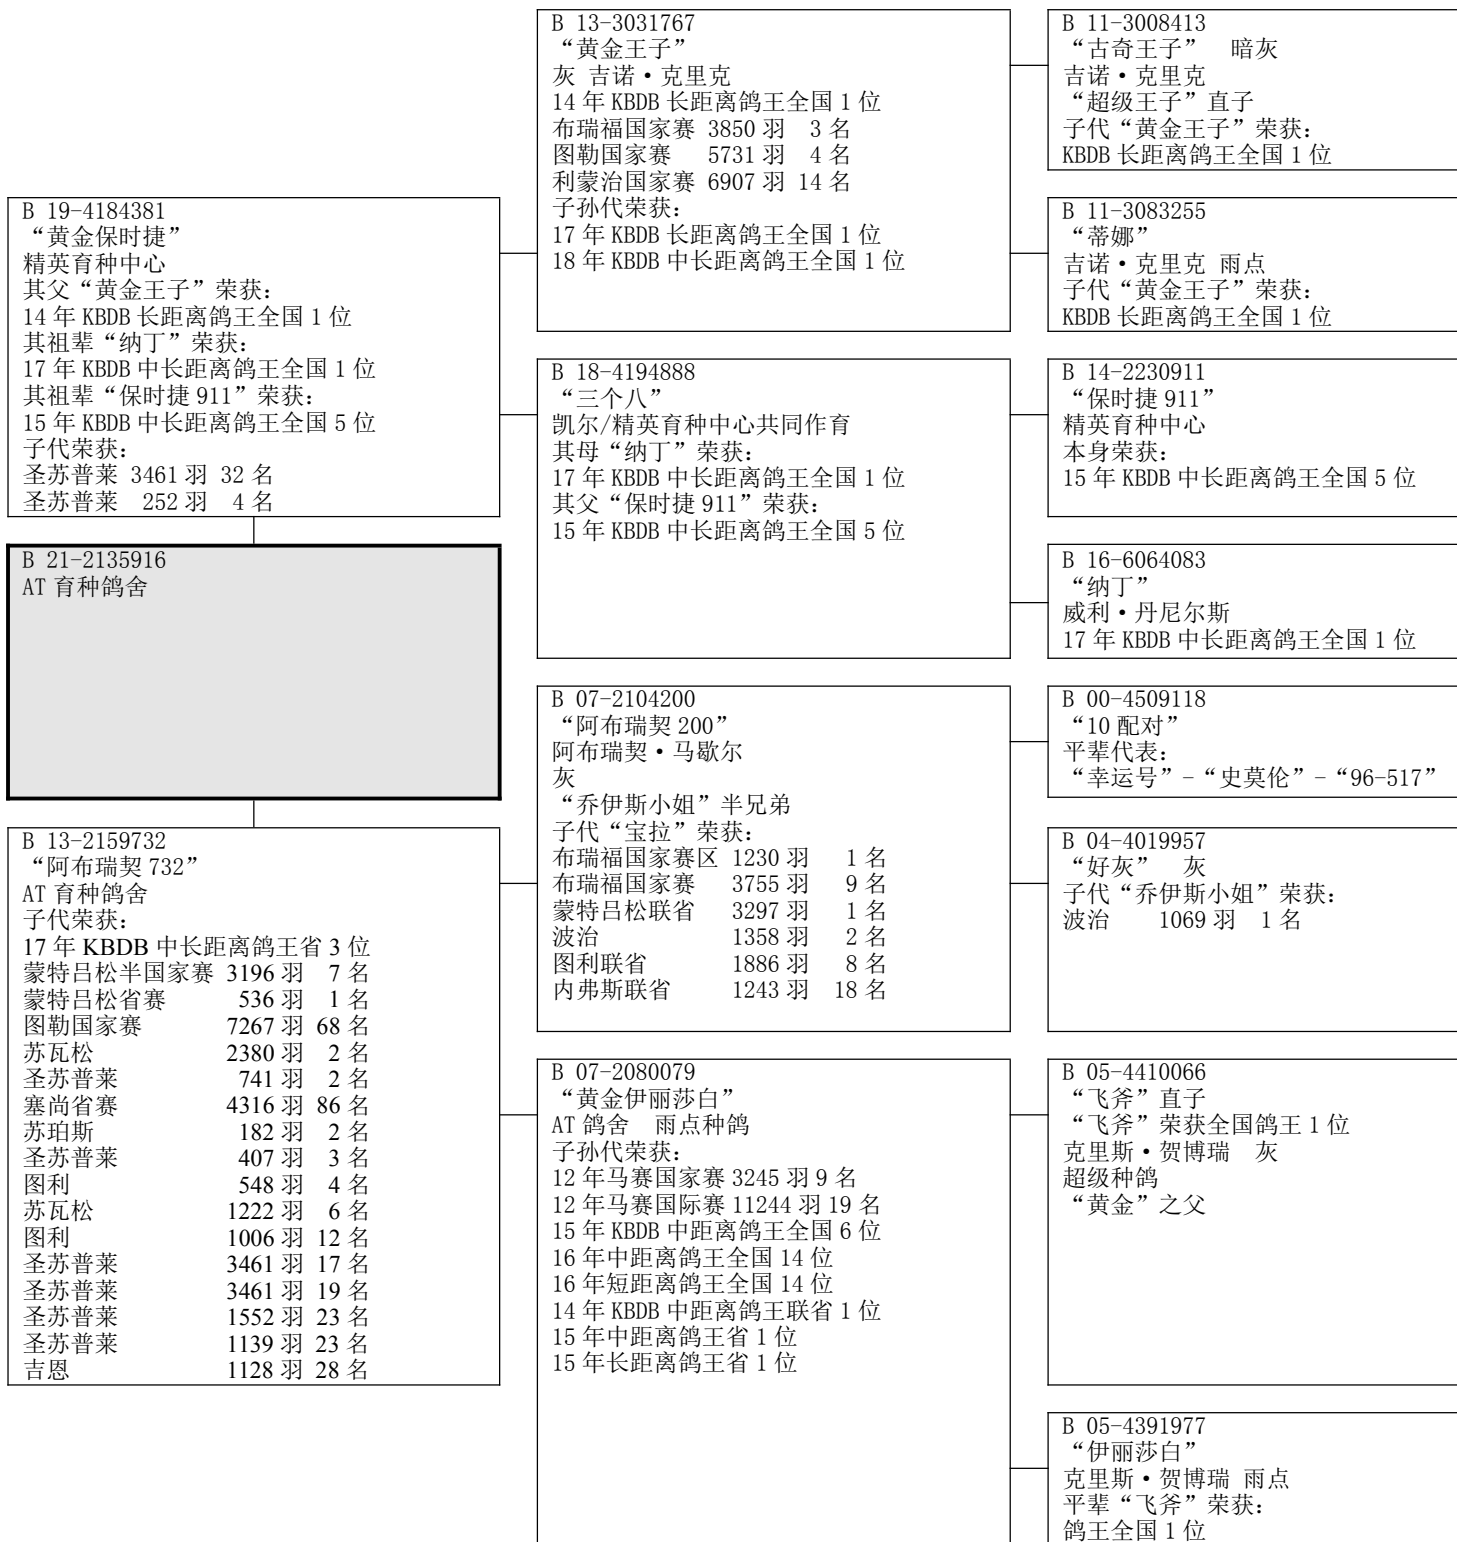 B 19-4184381
“黄金保时捷”
精英育种中心
其父“黄金王子”荣获：
14 年 KBDB 长距离鸽王全国 1 位
其祖辈“纳丁”荣获：
17 年 KBDB 中长距离鸽王全国 1 位
其祖辈“保时捷 911”荣获：
15 年 KBDB 中长距离鸽王全国 5 位
子代荣获：
圣苏普莱 3461 羽 32 名
圣苏普莱 252 羽 4 名
B 21-2135916
AT 育种鸽舍
B 13-2159732
“阿布瑞契 732”
AT 育种鸽舍
子代荣获：
17 年 KBDB 中长距离鸽王省 3 位
蒙特吕松半国家赛 3196 羽 7 名
蒙特吕松省赛 536 羽 1 名
图勒国家赛 7267 羽 68 名
苏瓦松 2380 羽 2 名
圣苏普莱 741 羽 2 名
塞尚省赛 4316 羽 86 名
苏珀斯 182 羽 2 名
圣苏普莱 407 羽 3 名
图利 548 羽 4 名
苏瓦松 1222 羽 6 名
图利 1006 羽 12 名
圣苏普莱 3461 羽 17 名
圣苏普莱 3461 羽 19 名
圣苏普莱 1552 羽 23 名
圣苏普莱 1139 羽 23 名
吉恩 1128 羽 28 名
B 13-3031767
“黄金王子”
灰 吉诺•克里克
14 年 KBDB 长距离鸽王全国 1 位
布瑞福国家赛 3850 羽 3 名
图勒国家赛 5731 羽 4 名
利蒙治国家赛 6907 羽 14 名
子孙代荣获：
17 年 KBDB 长距离鸽王全国 1 位
18 年 KBDB 中长距离鸽王全国 1 位
B 18-4194888
“三个八”
凯尔/精英育种中心共同作育
其母“纳丁”荣获：
17 年 KBDB 中长距离鸽王全国 1 位
其父“保时捷 911”荣获：
15 年 KBDB 中长距离鸽王全国 5 位
B 07-2104200
“阿布瑞契 200”
阿布瑞契•马歇尔
灰
“乔伊斯小姐”半兄弟
子代“宝拉”荣获：
布瑞福国家赛区 1230 羽 1 名
布瑞福国家赛 3755 羽 9 名
蒙特吕松联省 3297 羽 1 名
波治 1358 羽 2 名
图利联省 1886 羽 8 名
内弗斯联省 1243 羽 18 名
B 07-2080079
“黄金伊丽莎白”
AT 鸽舍 雨点种鸽
子孙代荣获：
12 年马赛国家赛 3245 羽 9 名
12 年马赛国际赛 11244 羽 19 名
15 年 KBDB 中距离鸽王全国 6 位
16 年中距离鸽王全国 14 位
16 年短距离鸽王全国 14 位
14 年 KBDB 中距离鸽王联省 1 位
15 年中距离鸽王省 1 位
15 年长距离鸽王省 1 位
B 11-3008413
“古奇王子” 暗灰
吉诺•克里克
“超级王子”直子
子代“黄金王子”荣获：
KBDB 长距离鸽王全国 1 位
B 11-3083255
“蒂娜”
吉诺•克里克 雨点
子代“黄金王子”荣获：
KBDB 长距离鸽王全国 1 位
B 14-2230911
“保时捷 911”
精英育种中心
本身荣获：
15 年 KBDB 中长距离鸽王全国 5 位
B 16-6064083
“纳丁”
威利•丹尼尔斯
17 年 KBDB 中长距离鸽王全国 1 位
B 00-4509118
“10 配对”
平辈代表：
“幸运号”-“史莫伦”-“96-517”
B 04-4019957
“好灰” 灰
子代“乔伊斯小姐”荣获：
波治 1069 羽 1 名
B 05-4410066
“飞斧”直子
“飞斧”荣获全国鸽王 1 位
克里斯•贺博瑞 灰
超级种鸽
“黄金”之父
B 05-4391977
“伊丽莎白”
克里斯•贺博瑞 雨点
平辈“飞斧”荣获：
鸽王全国 1 位